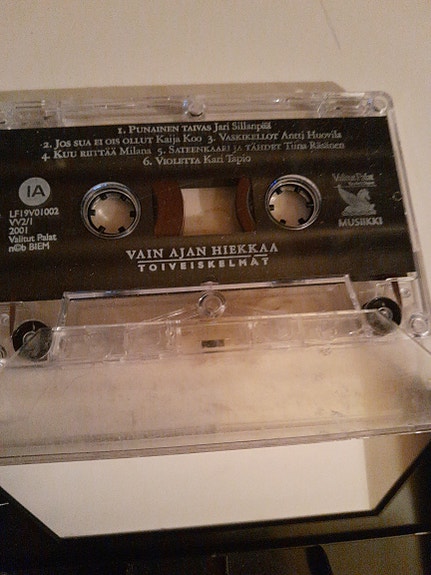 1. PUNAINEN TAIVAS Jari Sillanpää
2. JOS SUA EI OIS OLLUT Kaija Koo 3. VASKIKELLOT Antti Huovila
4. KUU RIITTÄÄ Milana 5. SATEENKAARI JA TÄHDET Tiina Räsänen
6. VIOLETTA Kari Tapio
IA
LF19V01002
VV2/1
2001
Valitut Palat
n©b BIEM
Valitut Palat
MUSIIKKI
VAIN AJAN HIEKKAA
TOIVEISKELMÄT